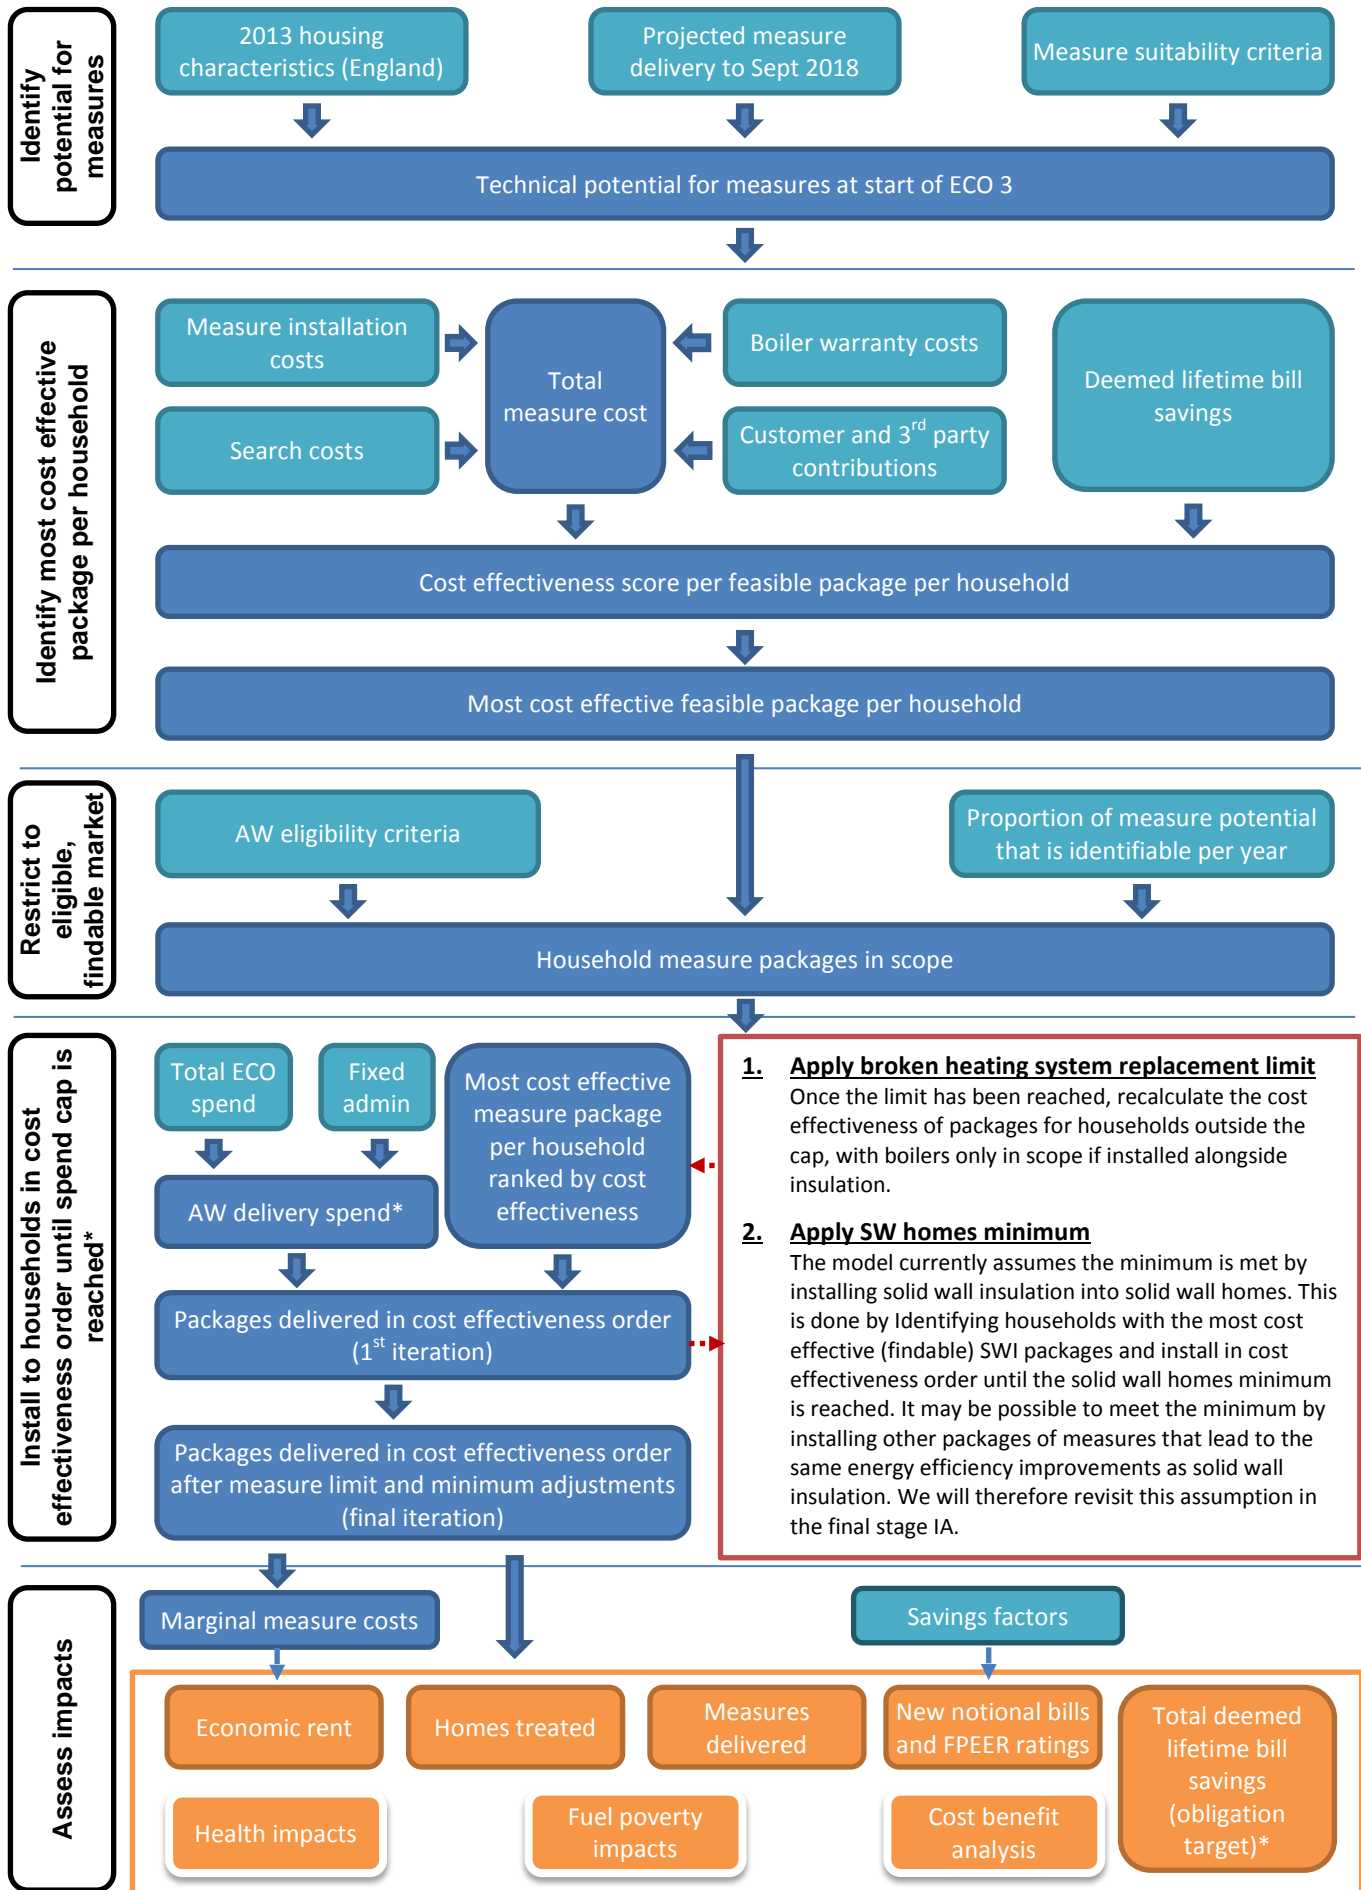 Identify
potential for
measures
2013 housing
characteristics (England)
Projected measure
delivery to Sept 2018
Measure suitability criteria
Technical potential for measures at start of ECO 3
Identify most cost effective
package per household
Measure installation
costs
Search costs
Total
measure cost
Boiler warranty costs
Customer and 3rd party
contributions
Deemed lifetime bill
savings
Cost effectiveness score per feasible package per household
Most cost effective feasible package per household
Restrict to
eligible,
findable market
AW eligibility criteria
Proportion of measure potential
that is identifiable per year
Household measure packages in scope
Install to households in cost
effectiveness order until spend cap is
reached*
Total ECO
spend
Fixed
admin
AW delivery spend*
Most cost effective
measure package
per household
ranked by cost
effectiveness
Packages delivered in cost effectiveness order
(1st iteration)
Packages delivered in cost effectiveness order
after measure limit and minimum adjustments
(final iteration)
1. Apply broken heating system replacement limit
Once the limit has been reached, recalculate the cost
effectiveness of packages for households outside the
cap, with boilers only in scope if installed alongside
insulation.
2. Apply SW homes minimum
The model currently assumes the minimum is met by
installing solid wall insulation into solid wall homes. This
is done by Identifying households with the most cost
effective (findable) SWI packages and install in cost
effectiveness order until the solid wall homes minimum
is reached. It may be possible to meet the minimum by
installing other packages of measures that lead to the
same energy efficiency improvements as solid wall
insulation. We will therefore revisit this assumption in
the final stage IA.
Assess impacts
Marginal measure costs
Savings factors
Economic rent
Homes treated
Measures
delivered
New notional bills
and FPEER ratings
Total deemed
lifetime bill
savings
(obligation
target)*
Health impacts
Fuel poverty
impacts
Cost benefit
analysis